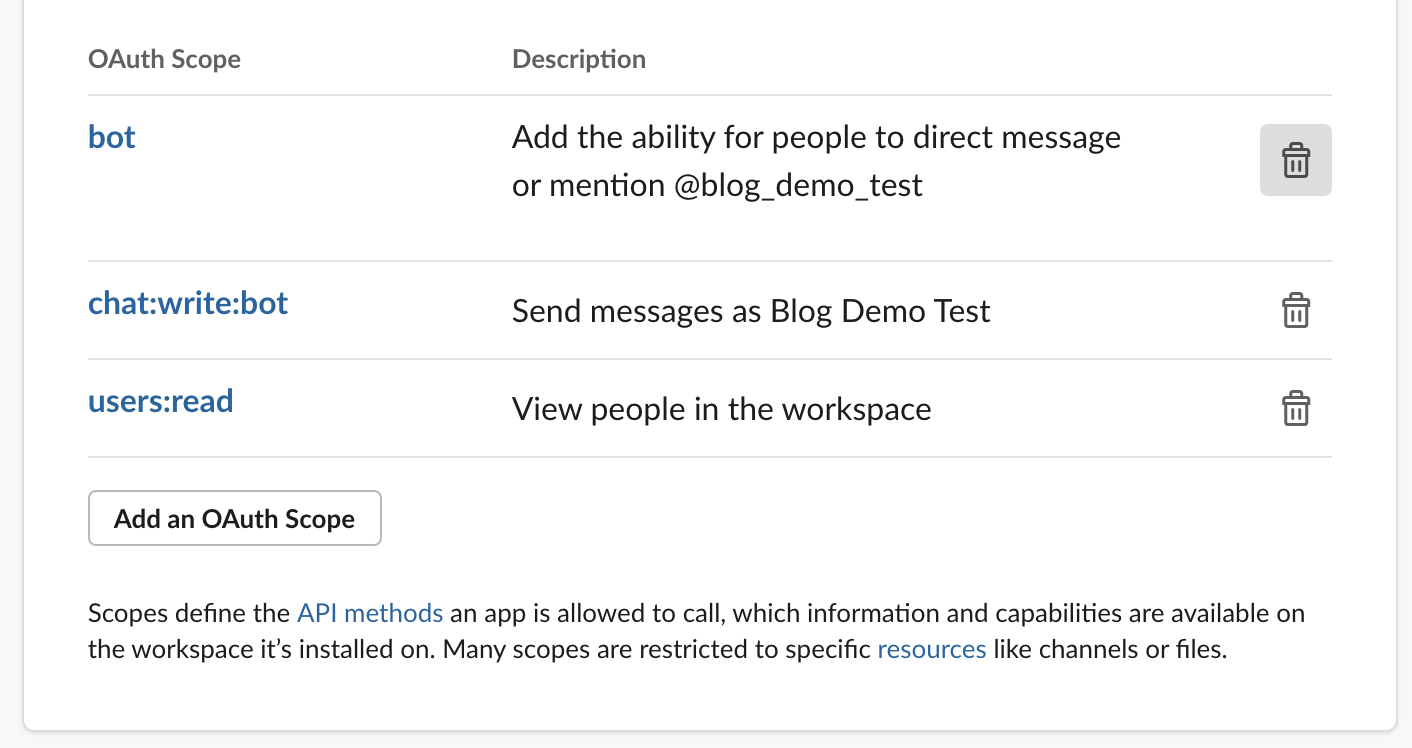 OAuth Scope Description
bot Add the ability for people to direct message
or mention @blog_demo_test
chat:write:bot Send messages as Blog Demo Test
users:read View people in the workspace
Add an OAuth Scope
Scopes define the API methods an app is allowed to call, which information and capabilities are available on
the workspace it’s installed on. Many scopes are restricted to specific resources like channels or files.